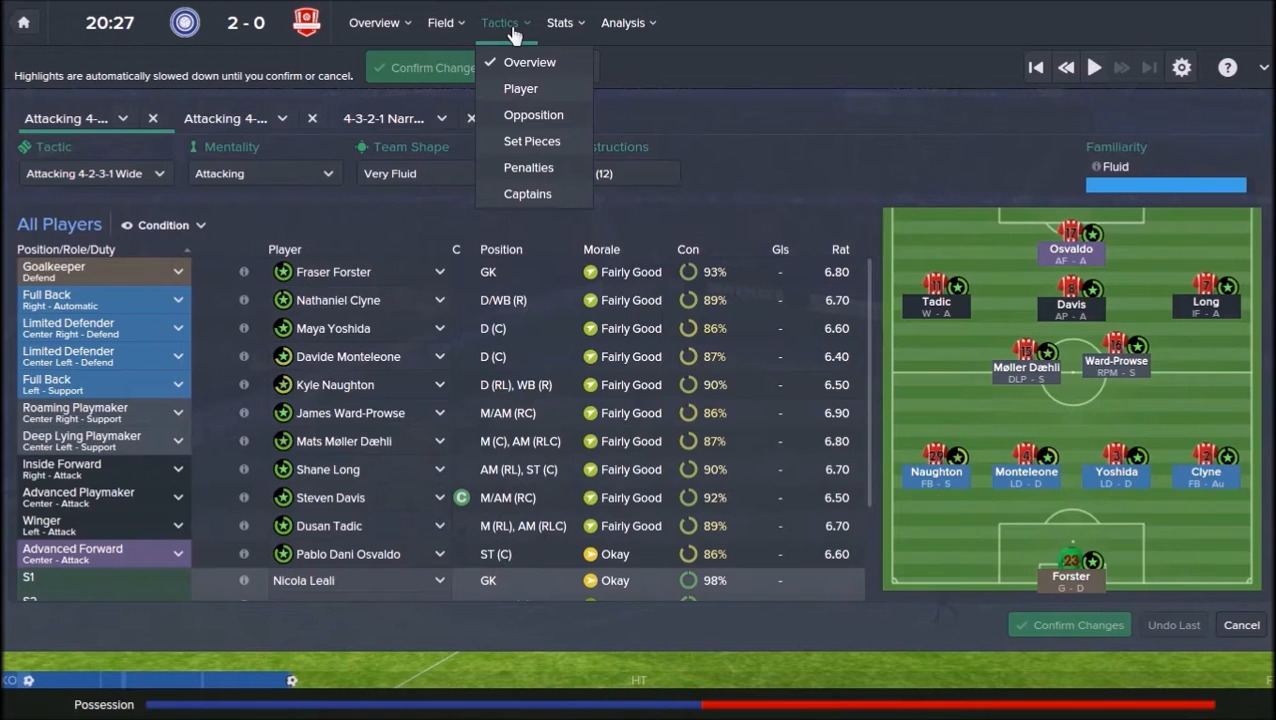 20:27
2 - 0
Overview
Field
Tactics
Stats
Analysis
Highlights are automatically slowed down until you confirm or cancel.
Confirm Change
Overview
Player
Opposition
Set Pieces
Penalties
Captains
Attacking 4-...
Attacking 4-...
4-3-2-1 Narr...
Tactic
Mentality
Team Shape
structions
Familiarity
Attacking 4-2-3-1 Wide
Attacking
Very Fluid
(12)
Fluid
All Players
Condition
Position/Role/Duty
Player
C
Position
Morale
Con
Gls
Rat
Goalkeeper
Defend
Fraser Forster
GK
Fairly Good
93%
-
6.80
Full Back
Right - Automatic
Nathaniel Clyne
D/WB (R)
Fairly Good
89%
-
6.70
Limited Defender
Center Right - Defend
Maya Yoshida
D (C)
Fairly Good
86%
-
6.60
Limited Defender
Center Left - Defend
Davide Monteleone
D (C)
Fairly Good
87%
-
6.40
Full Back
Left - Support
Kyle Naughton
D (RL), WB (R)
Fairly Good
90%
-
6.50
Roaming Playmaker
Center Right - Support
James Ward-Prowse
M/AM (RC)
Fairly Good
86%
-
6.90
Deep Lying Playmaker
Center Left - Support
Mats Møller Dæhli
M (C), AM (RLC)
Fairly Good
87%
-
6.80
Inside Forward
Right - Attack
Shane Long
AM (RL), ST (C)
Fairly Good
90%
-
6.70
Advanced Playmaker
Center - Attack
Steven Davis
C
M/AM (RC)
Fairly Good
92%
-
6.50
Winger
Left - Attack
Dusan Tadic
M (RL), AM (RLC)
Fairly Good
89%
-
6.70
Advanced Forward
Center - Attack
Pablo Dani Osvaldo
ST (C)
Okay
86%
-
6.60
S1
Nicola Leali
GK
Okay
98%
-
17
Osvaldo
AF - A
11
Tadic
W - A
8
Davis
AP - A
7
Long
IF - A
15
Møller Dæhli
DLP - S
16
Ward-Prowse
RPM - S
29
Naughton
FB - S
4
Monteleone
LD - D
3
Yoshida
LD - D
2
Clyne
FB - Au
23
Forster
G - D
Confirm Changes
Undo Last
Cancel
HT
Possession